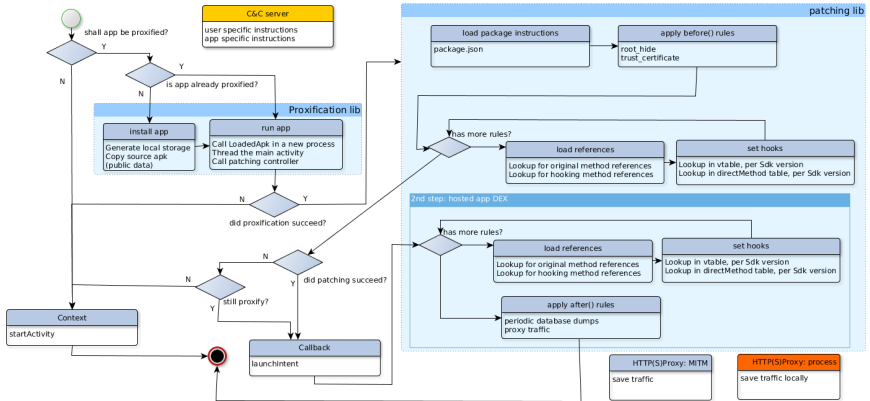 shall app be proxified?
Y
N
C&C server
user specific instructions
app specific instructions
Y
N
is app already proxified?
Proxification lib
install app
Generate local storage
Copy source apk
(public data)
run app
Call LoadedApk in a new process
Thread the main activity
Call patching controller
N
Y
did proxification succeed?
N
did patching succeed?
Y
N
still proxify?
Y
Context
startActivity
Callback
launchIntent
patching lib
load package instructions
package.json
apply before() rules
root_hide
trust_certificate
has more rules?
load references
Lookup for original method references
Lookup for hooking method references
set hooks
Lookup in vtable, per Sdk version
Lookup in directMethod table, per Sdk version
2nd step: hosted app DEX
has more rules?
load references
Lookup for original method references
Lookup for hooking method references
set hooks
Lookup in vtable, per Sdk version
Lookup in directMethod table, per Sdk version
apply after() rules
periodic database dumps
proxy traffic
HTTP(S)Proxy: MITM
save traffic
HTTP(S)Proxy: process
save traffic locally